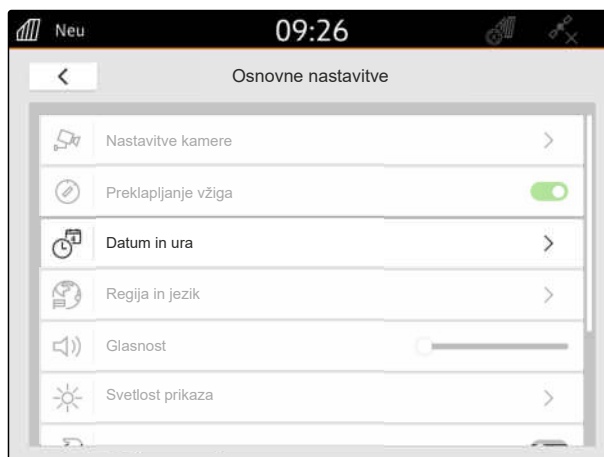 Neu
09:26
Osnovne nastavitve
Nastavitve kamere
Preklapljanje vžiga
Datum in ura
Regija in jezik
Glasnost
Svetlost prikaza